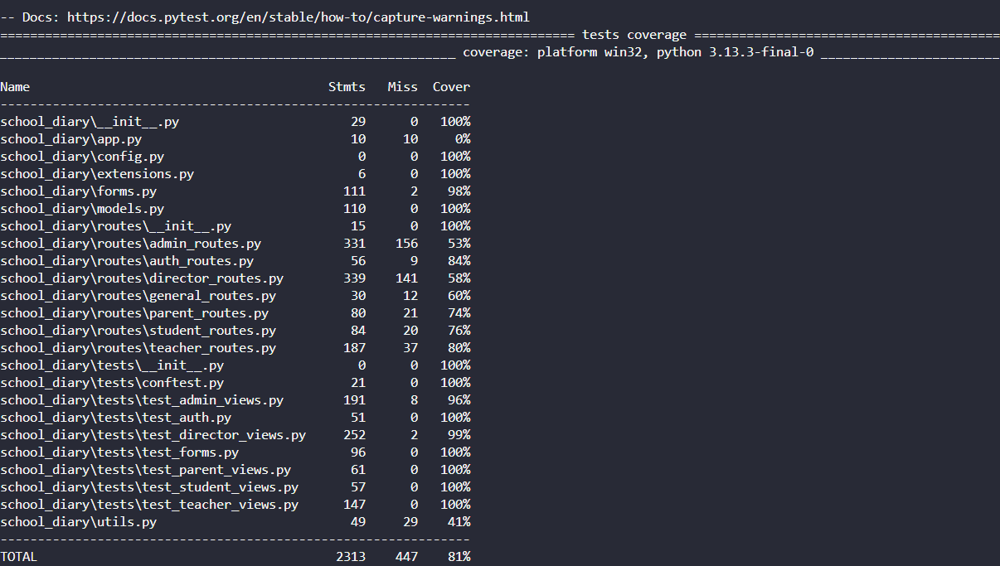 -- Docs: https://docs.pytest.org/en/stable/how-to/capture-warnings.html
============================================================================= tests coverage =========================================
_____________________________________________________________ coverage: platform win32, python 3.13.3-final-0 ________________________
Name                                        Stmts   Miss  Cover
---------------------------------------------------------------
school_diary\__init__.py                       29      0   100%
school_diary\app.py                            10     10     0%
school_diary\config.py                          0      0   100%
school_diary\extensions.py                      6      0   100%
school_diary\forms.py                         111      2    98%
school_diary\models.py                        110      0   100%
school_diary\routes\__init__.py                15      0   100%
school_diary\routes\admin_routes.py           331    156    53%
school_diary\routes\auth_routes.py             56      9    84%
school_diary\routes\director_routes.py        339    141    58%
school_diary\routes\general_routes.py          30     12    60%
school_diary\routes\parent_routes.py           80     21    74%
school_diary\routes\student_routes.py          84     20    76%
school_diary\routes\teacher_routes.py         187     37    80%
school_diary\tests\__init__.py                  0      0   100%
school_diary\tests\conftest.py                 21      0   100%
school_diary\tests\test_admin_views.py        191      8    96%
school_diary\tests\test_auth.py                51      0   100%
school_diary\tests\test_director_views.py     252      2    99%
school_diary\tests\test_forms.py               96      0   100%
school_diary\tests\test_parent_views.py        61      0   100%
school_diary\tests\test_student_views.py       57      0   100%
school_diary\tests\test_teacher_views.py      147      0   100%
school_diary\utils.py                          49     29    41%
---------------------------------------------------------------
TOTAL                                        2313    447    81%